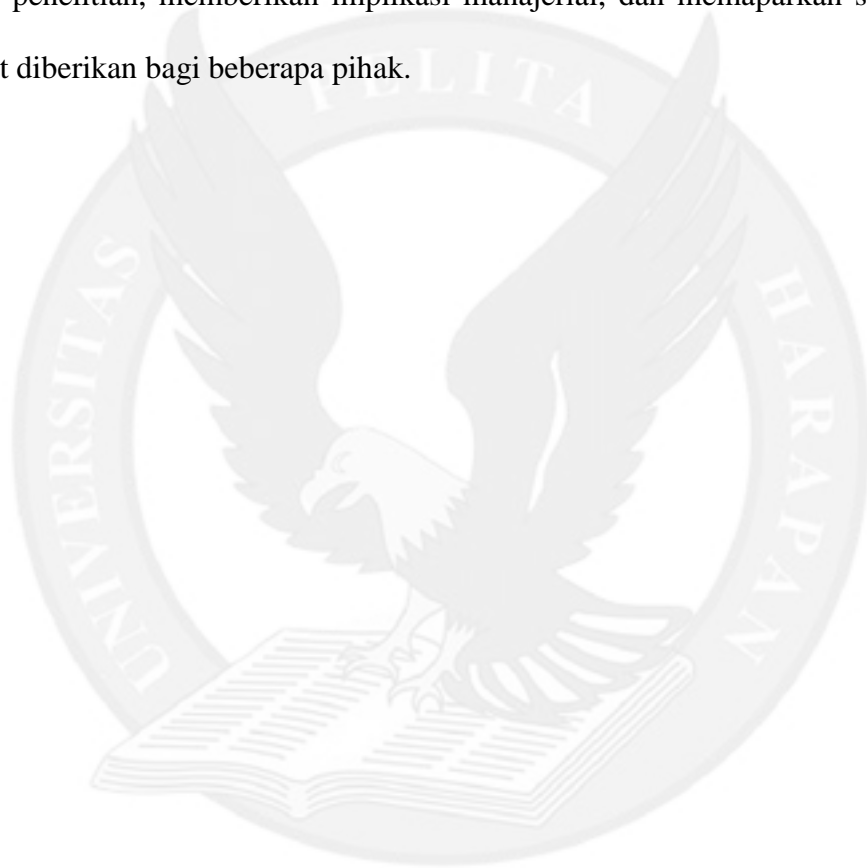 penelitian, memberikan implikasi manajerial, dan memaparkan s
t diberikan bagi beberapa pihak.
UNIVERSITAS PELITA HARAPAN